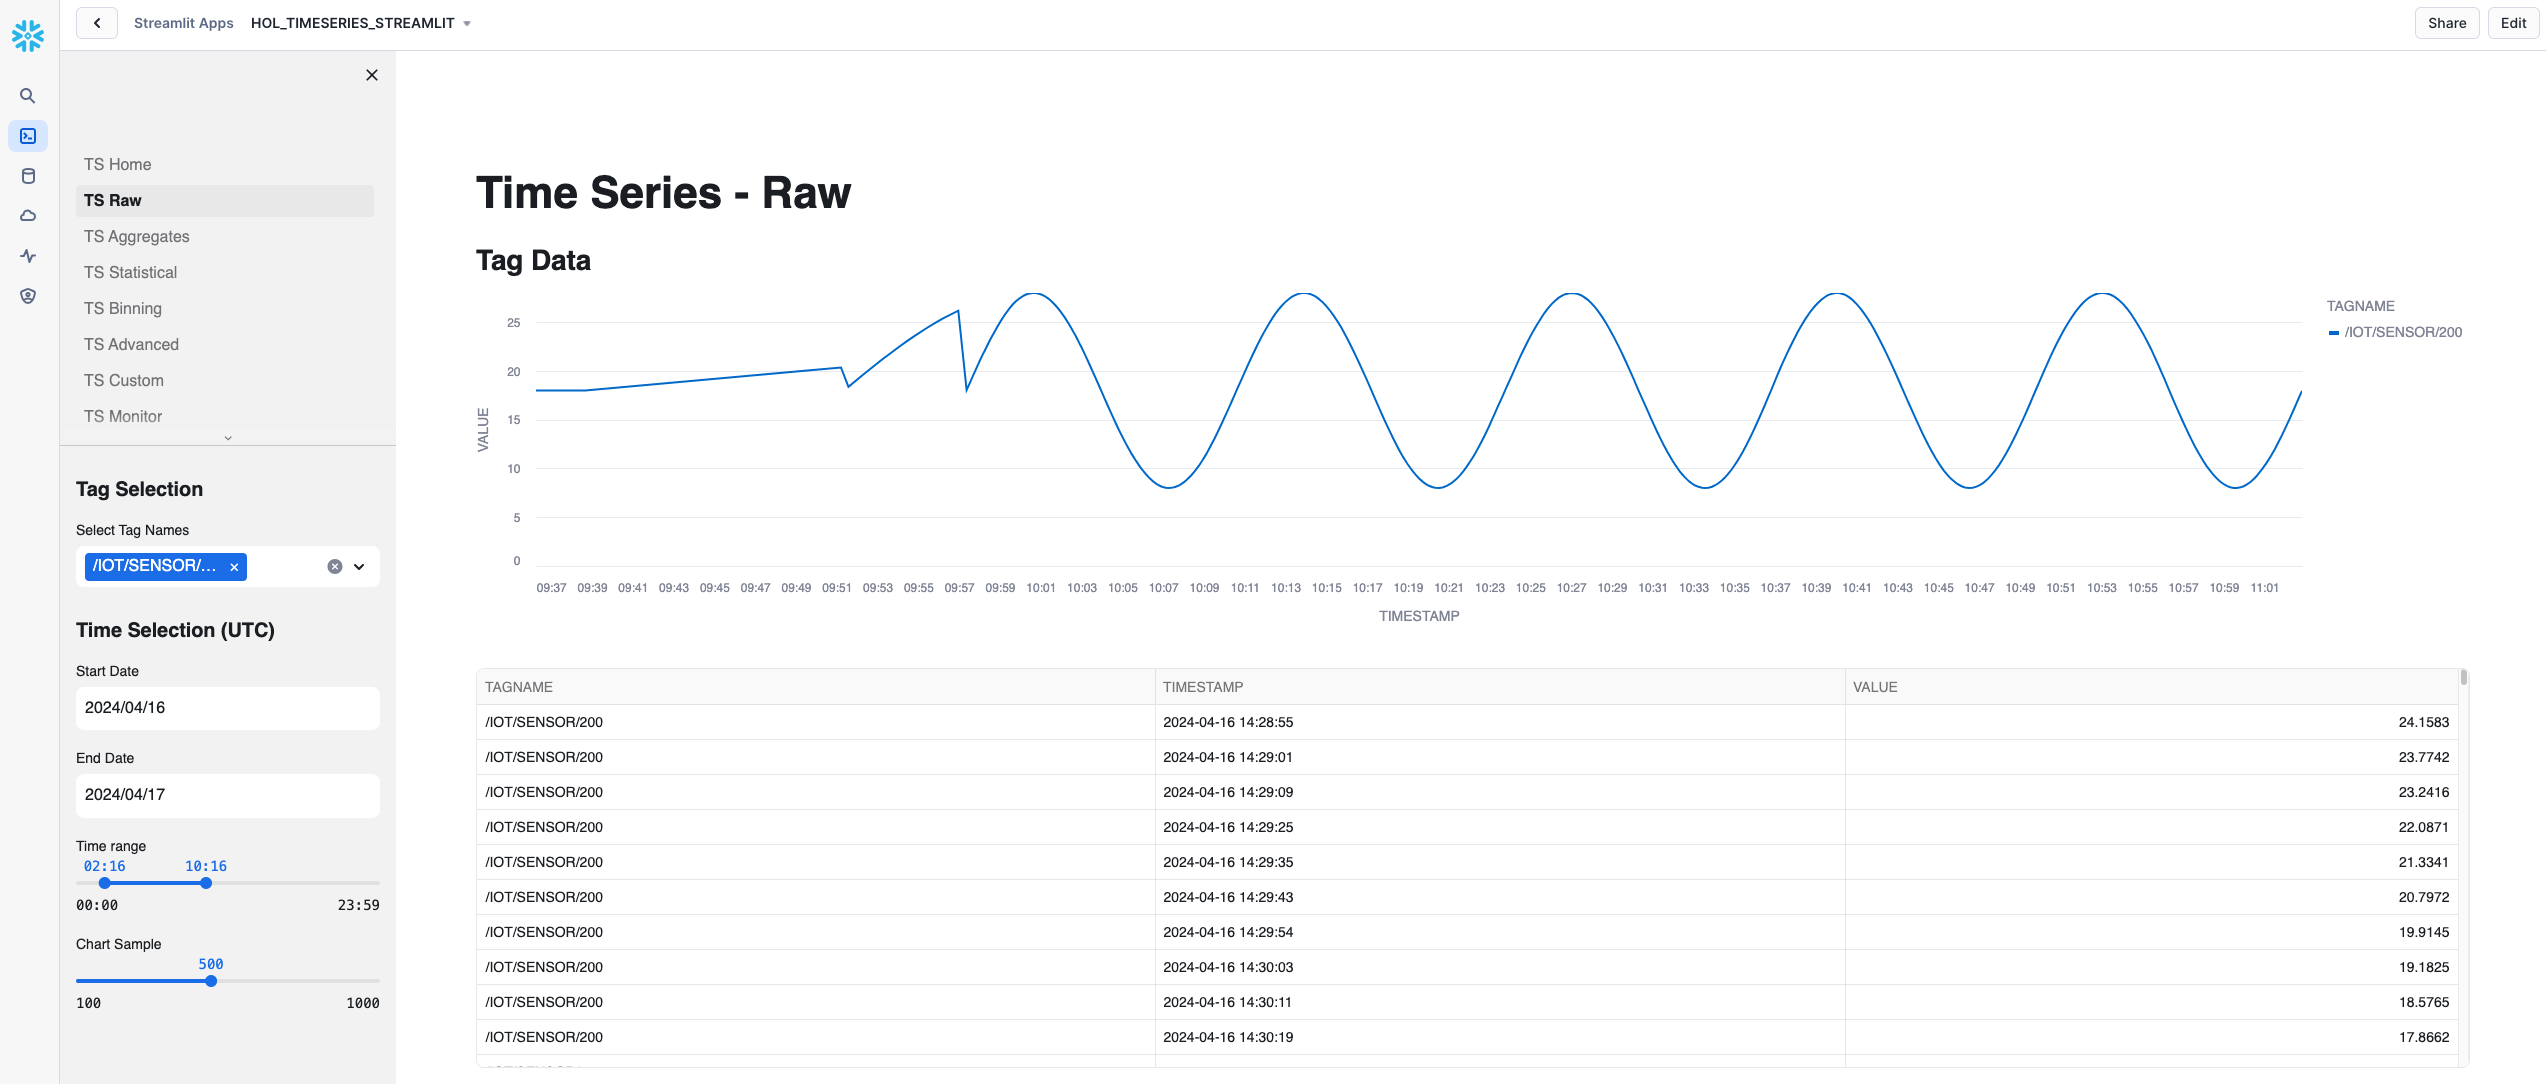 Streamlit Apps HOL_TIMESERIES_STREAMLIT Share Edit
TS Home
TS Raw
TS Aggregates
TS Statistical
TS Binning
TS Advanced
TS Custom
TS Monitor
Tag Selection
Select Tag Names
/IOT/SENSOR/...
Time Selection (UTC)
Start Date
2024/04/16
End Date
2024/04/17
Time range
02:16 10:16
00:00 23:59
Chart Sample
500
100 1000
Time Series - Raw
Tag Data
VALUE
25
20
15
10
5
0
09:37 09:39 09:41 09:43 09:45 09:47 09:49 09:51 09:53 09:55 09:57 09:59 10:01 10:03 10:05 10:07 10:09 10:11 10:13 10:15 10:17 10:19 10:21 10:23 10:25 10:27 10:29 10:31 10:33 10:35 10:37 10:39 10:41 10:43 10:45 10:47 10:49 10:51 10:53 10:55 10:57 10:59 11:01
TIMESTAMP
TAGNAME
/IOT/SENSOR/200
TAGNAME TIMESTAMP VALUE
/IOT/SENSOR/200 2024-04-16 14:28:55 24.1583
/IOT/SENSOR/200 2024-04-16 14:29:01 23.7742
/IOT/SENSOR/200 2024-04-16 14:29:09 23.2416
/IOT/SENSOR/200 2024-04-16 14:29:25 22.0871
/IOT/SENSOR/200 2024-04-16 14:29:35 21.3341
/IOT/SENSOR/200 2024-04-16 14:29:43 20.7972
/IOT/SENSOR/200 2024-04-16 14:29:54 19.9145
/IOT/SENSOR/200 2024-04-16 14:30:03 19.1825
/IOT/SENSOR/200 2024-04-16 14:30:11 18.5765
/IOT/SENSOR/200 2024-04-16 14:30:19 17.8662